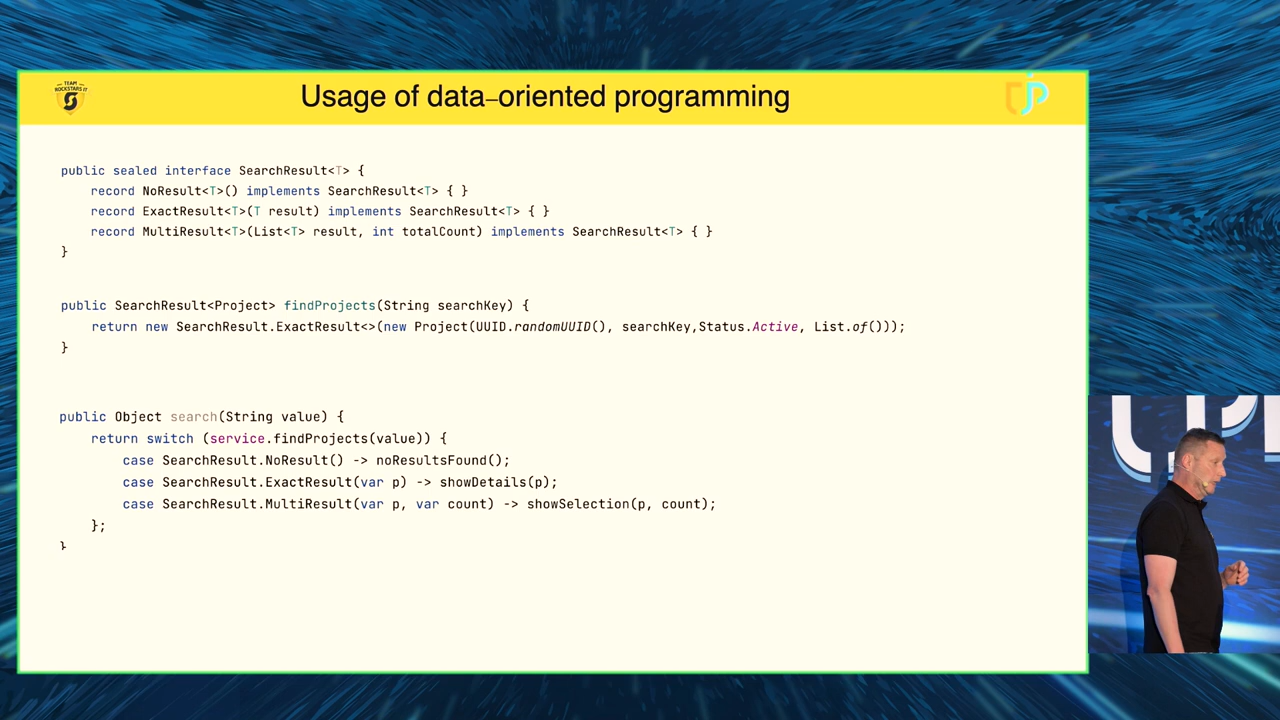 TEAM
ROCKSTARS IT
Usage of data-oriented programming
public sealed interface SearchResult<T> {
    record NoResult<T>() implements SearchResult<T> { }
    record ExactResult<T>(T result) implements SearchResult<T> { }
    record MultiResult<T>(List<T> result, int totalCount) implements SearchResult<T> { }
}
public SearchResult<Project> findProjects(String searchKey) {
    return new SearchResult.ExactResult<>(new Project(UUID.randomUUID(), searchKey,Status.Active, List.of()));
}
public Object search(String value) {
    return switch (service.findProjects(value)) {
        case SearchResult.NoResult() -> noResultsFound();
        case SearchResult.ExactResult(var p) -> showDetails(p);
        case SearchResult.MultiResult(var p, var count) -> showSelection(p, count);
    };
}